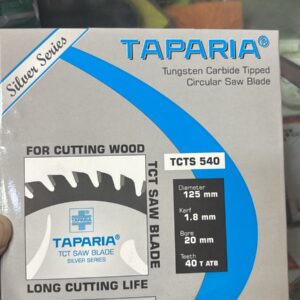 Silver Series
TAPARIA®
Tungsten Carbide Tipped
Circular Saw Blade
FOR CUTTING WOOD
TCT SAW BLADE
TCTS 540
Diameter
125 mm
Kerf
1.8 mm
Bore
20 mm
Teeth
40 T ATB
TAPARIA®
TCT SAW BLADE
SILVER SERIES
LONG CUTTING LIFE